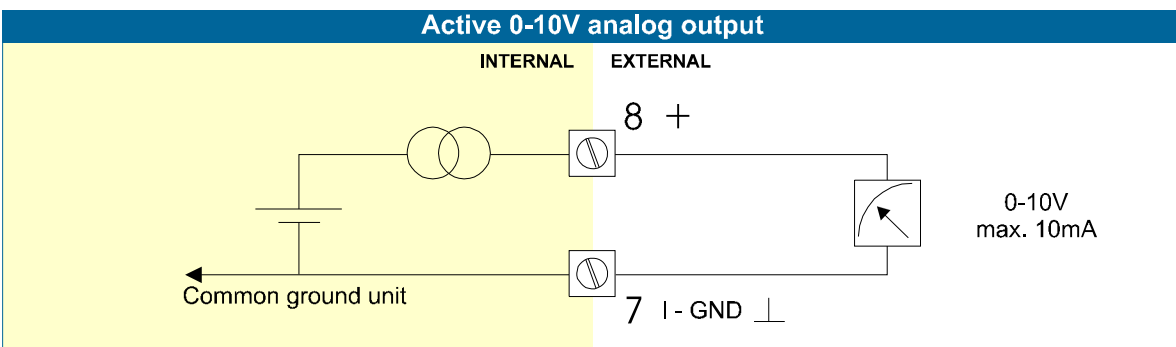 Active 0-10V analog output
INTERNAL EXTERNAL
8 +
0-10V
max. 10mA
Common ground unit
7 I - GND ⊥